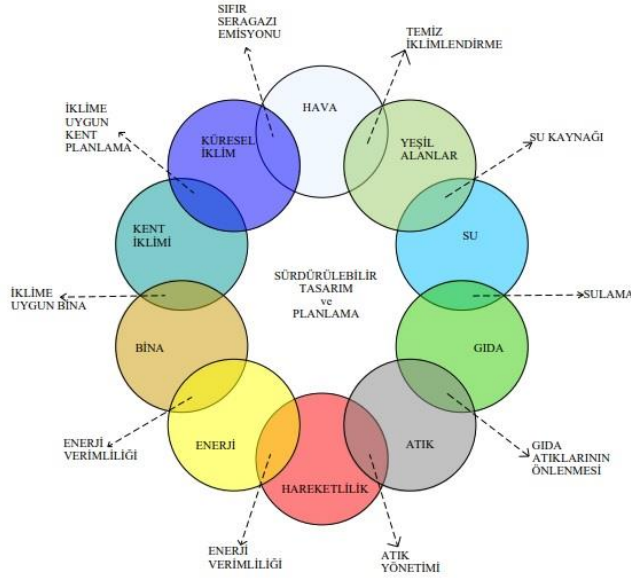 SIFIR
SERAGAZI
EMİSYONU
TEMİZ
İKLİMLENDİRME
HAVA
İKLİME
UYGUN
KENT
PLANLAMA
KÜRESEL
İKLİM
YEŞİL
ALANLAR
SU KAYNAĞI
KENT
İKLİMİ
SU
SÜRDÜRÜLEBİLİR
TASARIM
ve
PLANLAMA
İKLİME
UYGUN BİNA
SULAMA
BİNA
GIDA
ENERJİ
VERİMLİLİĞİ
ENERJİ
ATIK
GIDA
ATIKLARININ
ÖNLENMESİ
HAREKETLİLİK
ENERJİ
VERİMLİLİĞİ
ATIK
YÖNETİMİ